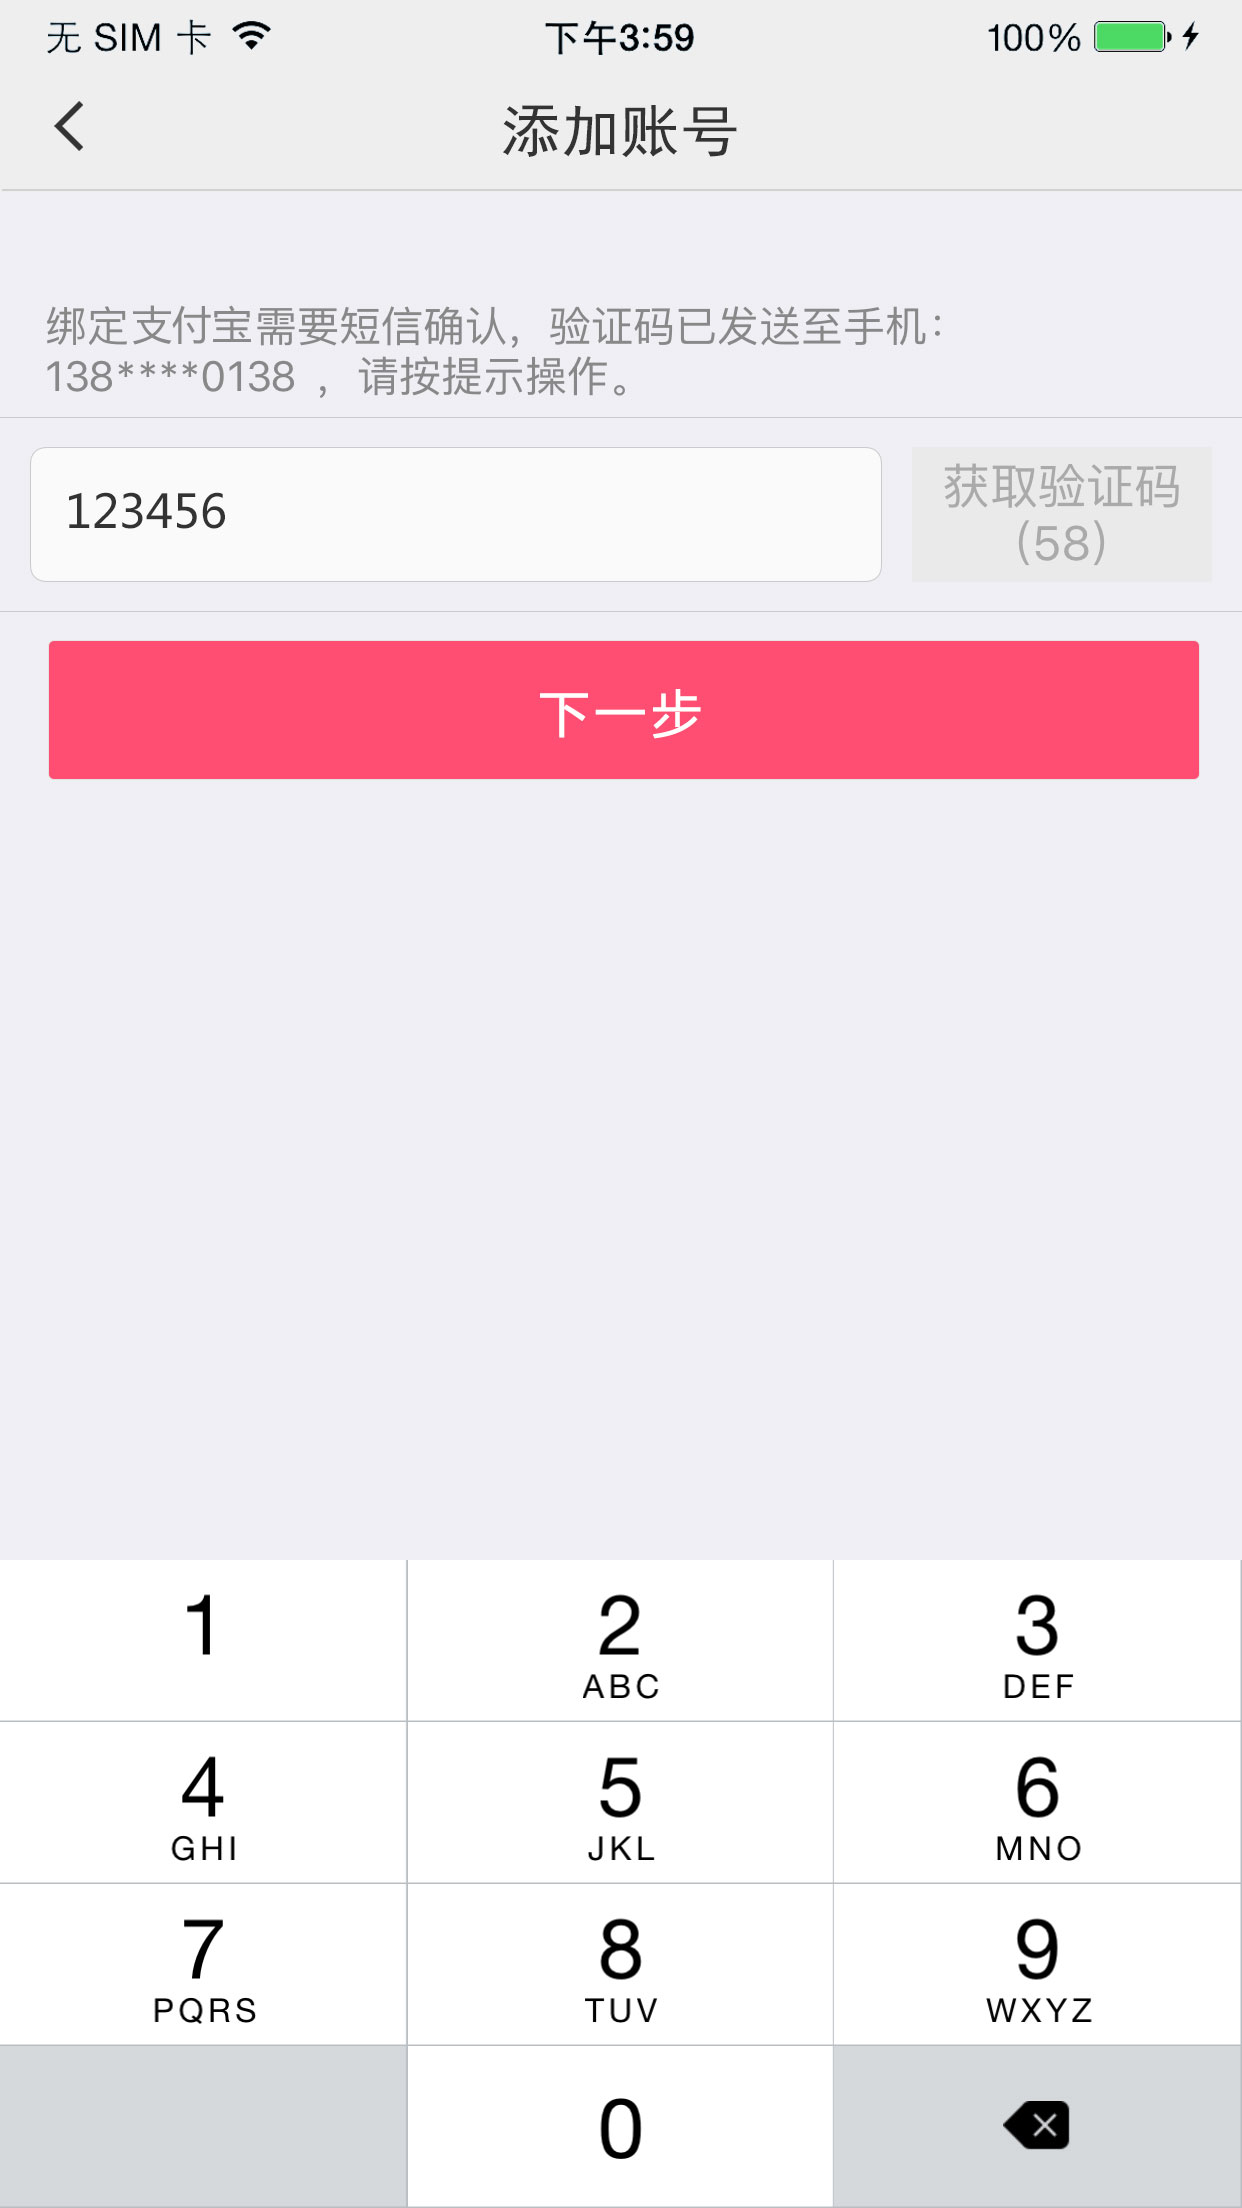 无 SIM 卡 下午3:59 100%
添加账号
绑定支付宝需要短信确认，验证码已发送至手机：
138****0138 ，请按提示操作。
123456
获取验证码
(58)
下一步
1 2 3
ABC DEF
4 5 6
GHI JKL MNO
7 8 9
PQRS TUV WXYZ
0